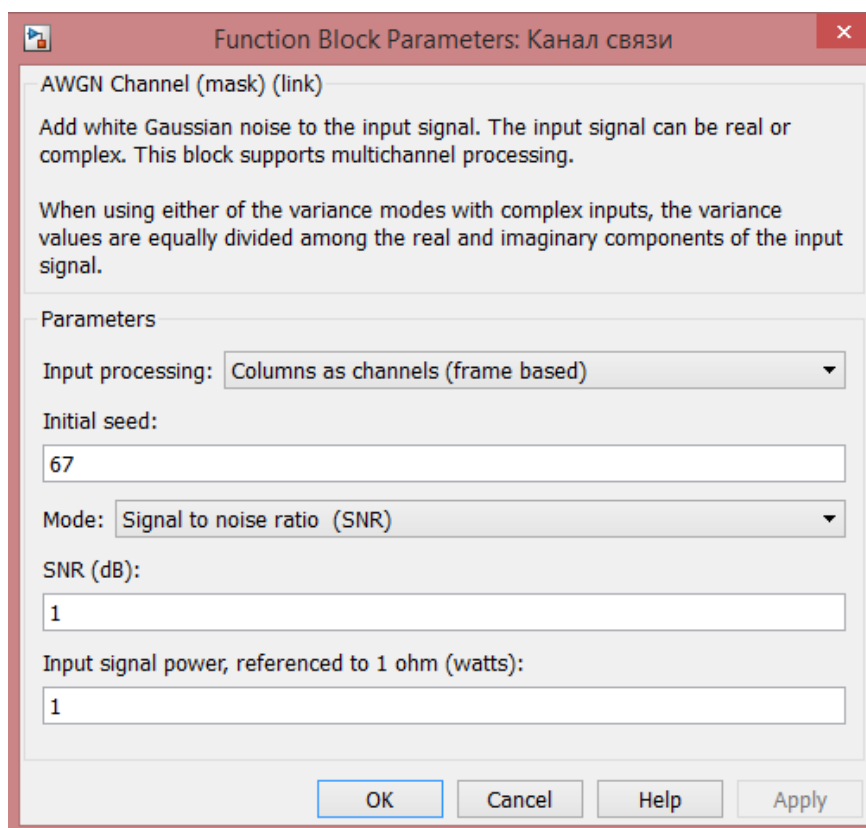 Function Block Parameters: Канал связи
AWGN Channel (mask) (link)
Add white Gaussian noise to the input signal. The input signal can be real or
complex. This block supports multichannel processing.
When using either of the variance modes with complex inputs, the variance
values are equally divided among the real and imaginary components of the input
signal.
Parameters
Input processing: Columns as channels (frame based)
Initial seed:
67
Mode: Signal to noise ratio  (SNR)
SNR (dB):
1
Input signal power, referenced to 1 ohm (watts):
1
OK Cancel Help Apply